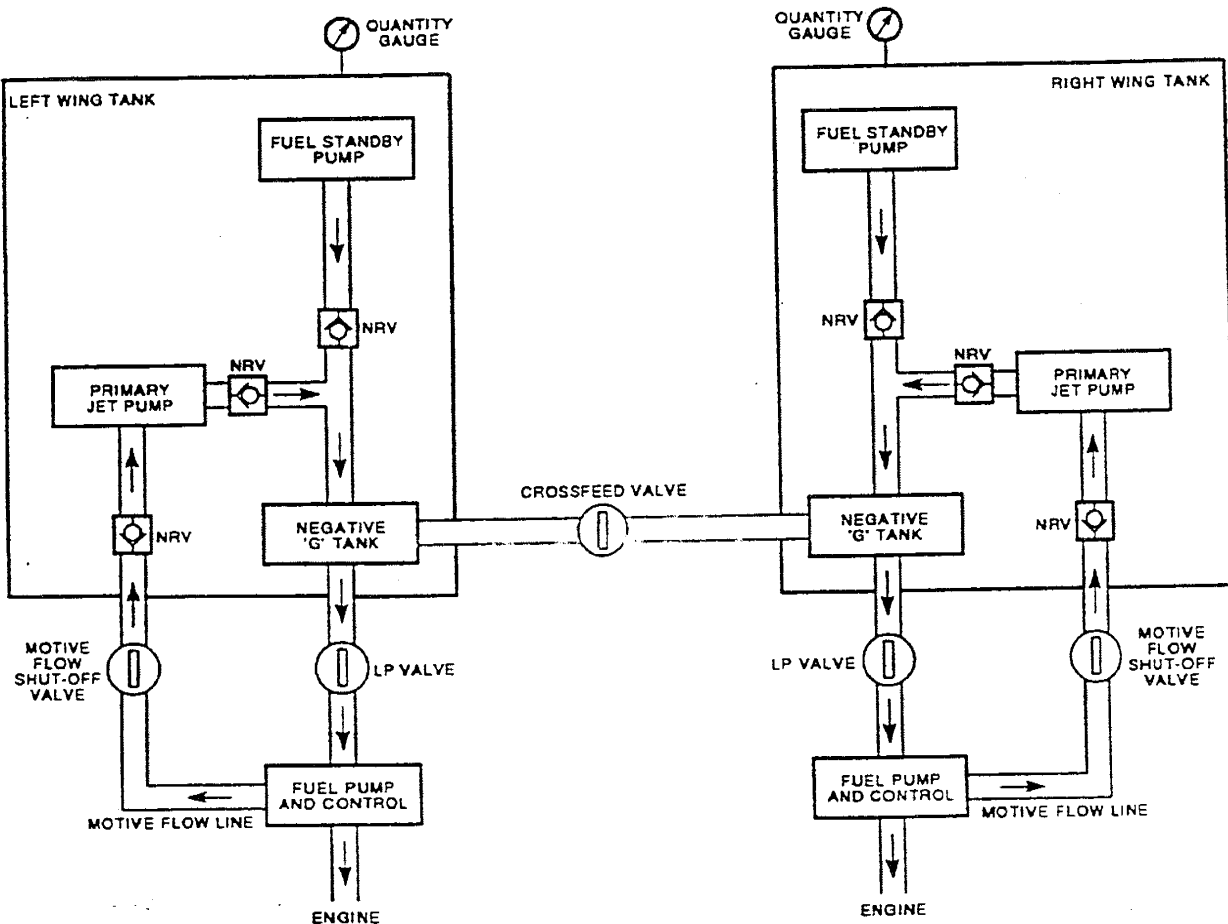 QUANTITY
GAUGE
QUANTITY
GAUGE
LEFT WING TANK
RIGHT WING TANK
FUEL STANDBY
PUMP
FUEL STANDBY
PUMP
NRV
NRV
NRV
NRV
PRIMARY
JET PUMP
PRIMARY
JET PUMP
CROSSFEED VALVE
NRV
NEGATIVE
'G' TANK
NEGATIVE
'G' TANK
NRV
MOTIVE
FLOW
SHUT-OFF
VALVE
LP VALVE
LP VALVE
MOTIVE
FLOW
SHUT-OFF
VALVE
FUEL PUMP
AND CONTROL
FUEL PUMP
AND CONTROL
MOTIVE FLOW LINE
MOTIVE FLOW LINE
ENGINE
ENGINE